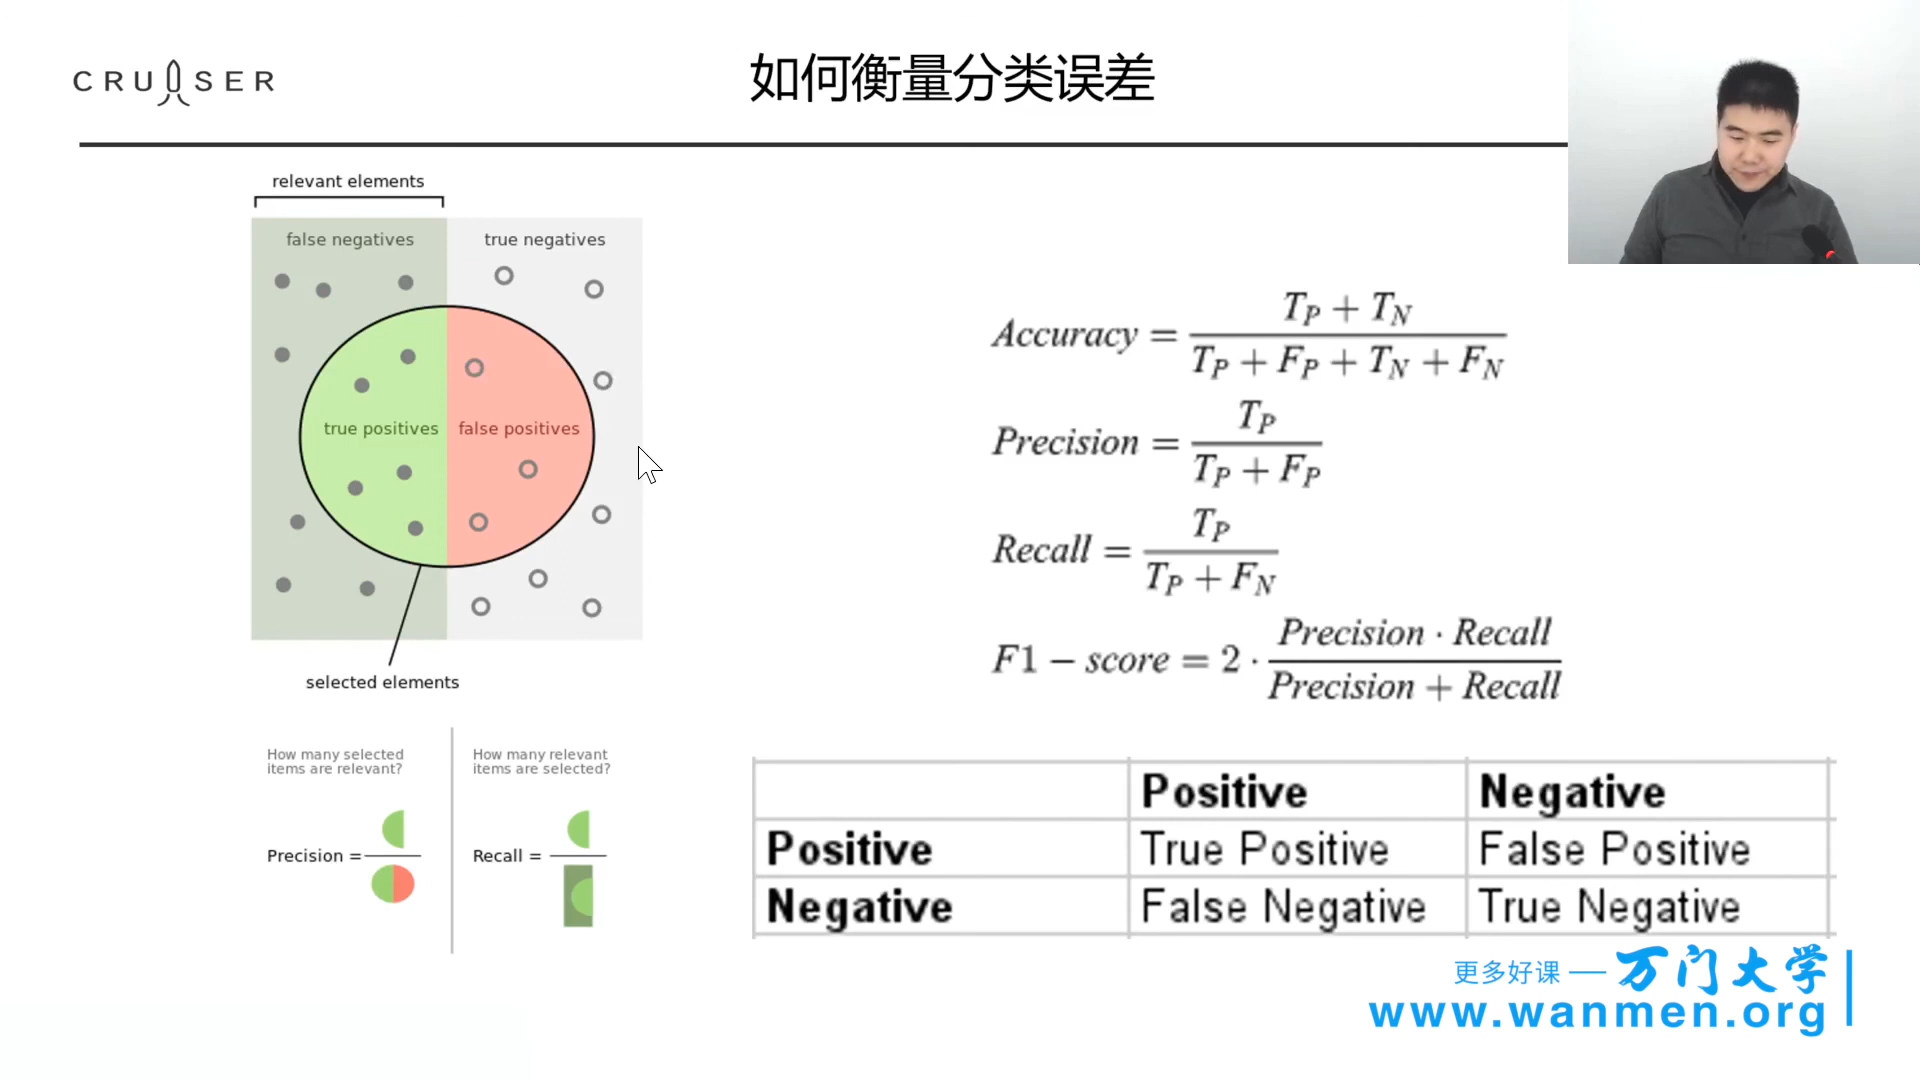 CRUISER
如何衡量分类误差
relevant elements
false negatives
true negatives
true positives
false positives
selected elements
How many selected
items are relevant?
How many relevant
items are selected?
Precision =
Recall =
Accuracy = (T_P + T_N) / (T_P + F_P + T_N + F_N)
Precision = T_P / (T_P + F_P)
Recall = T_P / (T_P + F_N)
F1 − score = 2 · (Precision · Recall) / (Precision + Recall)
Positive Negative
Positive True Positive False Positive
Negative False Negative True Negative
更多好课 — 万门大学
www.wanmen.org